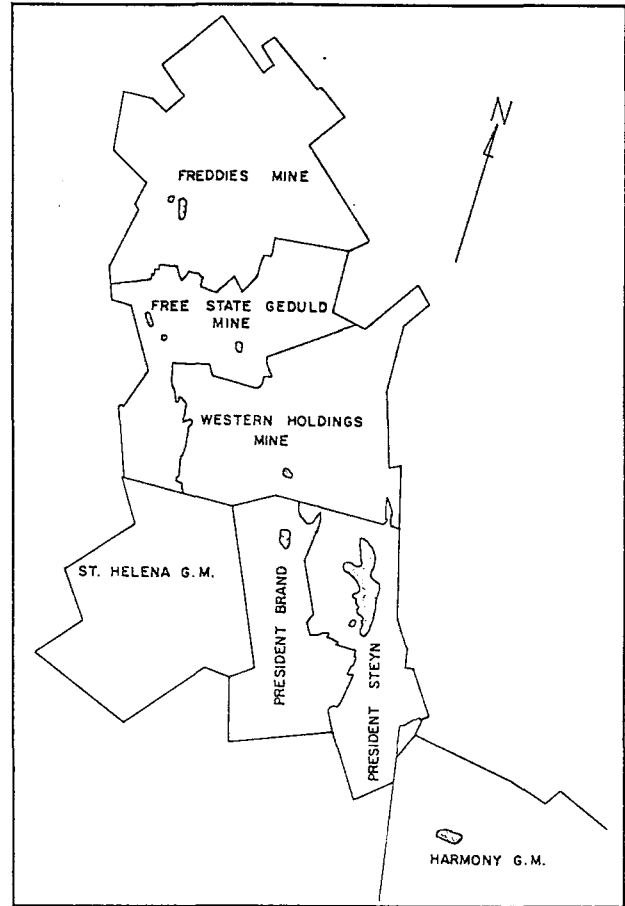 N
FREDDIES MINE
FREE STATE GEDULD
MINE
WESTERN HOLDINGS
MINE
ST. HELENA G.M.
PRESIDENT BRAND
PRESIDENT STEYN
HARMONY G.M.